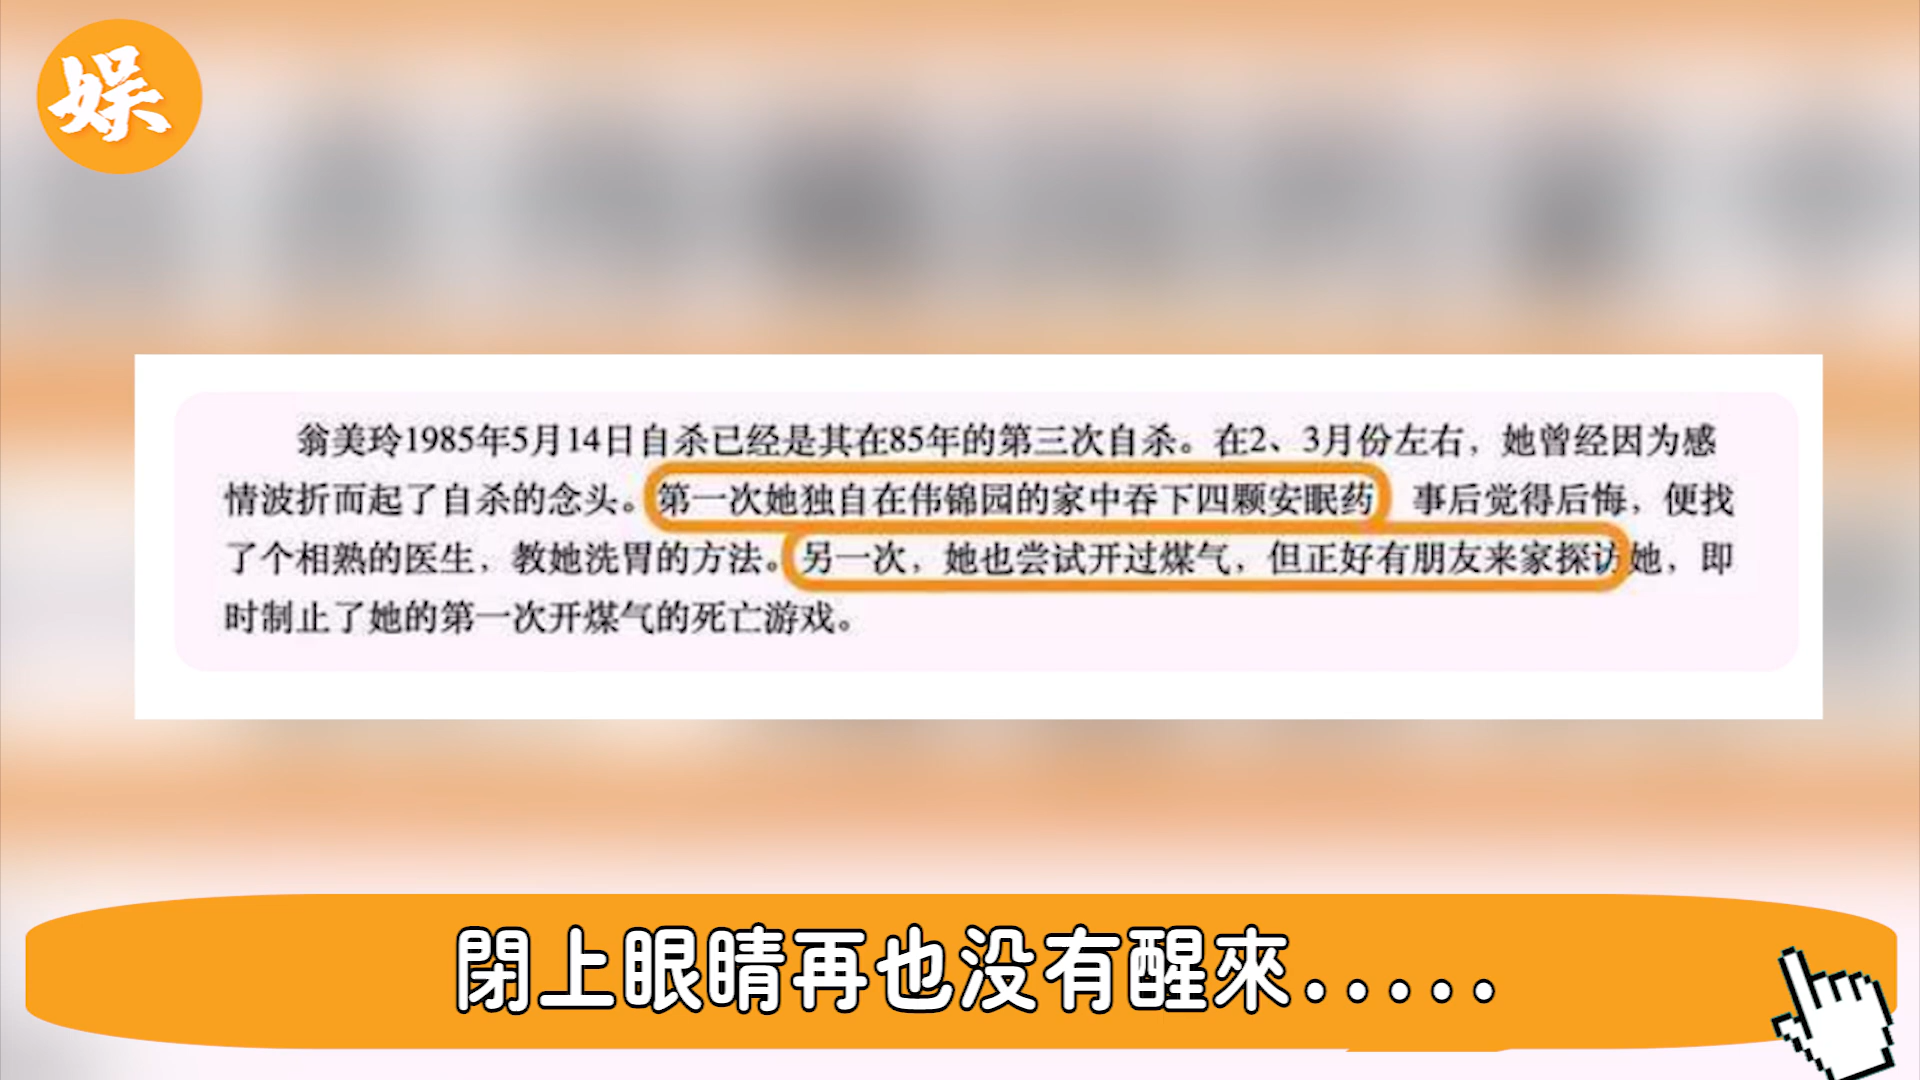 娱
翁美玲1985年5月14日自杀已经是其在85年的第三次自杀。在2、3月份左右，她曾经因为感
情波折而起了自杀的念头。第一次她独自在伟锦园的家中吞下四颗安眠药 事后觉得后悔，便找
了个相熟的医生，教她洗胃的方法。另一次，她也尝试开过煤气，但正好有朋友来家探访她，即
时制止了她的第一次开煤气的死亡游戏。
閉上眼睛再也没有醒來.....